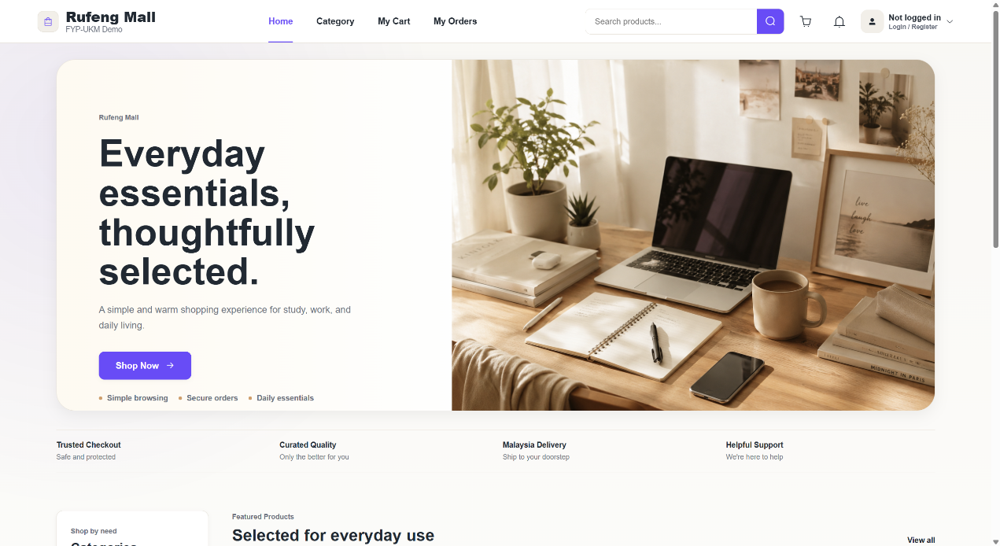 Rufeng Mall
FYP-UKM Demo
Home
Category
My Cart
My Orders
Search products...
Not logged in
Login / Register
Rufeng Mall
Everyday
essentials,
thoughtfully
selected.
A simple and warm shopping experience for study, work, and
daily living.
Shop Now
Simple browsing
Secure orders
Daily essentials
live
laugh
love
MIDNIGHT IN PARIS
Trusted Checkout
Safe and protected
Curated Quality
Only the better for you
Malaysia Delivery
Ship to your doorstep
Helpful Support
We're here to help
Shop by need
Categories
Featured Products
Selected for everyday use
View all